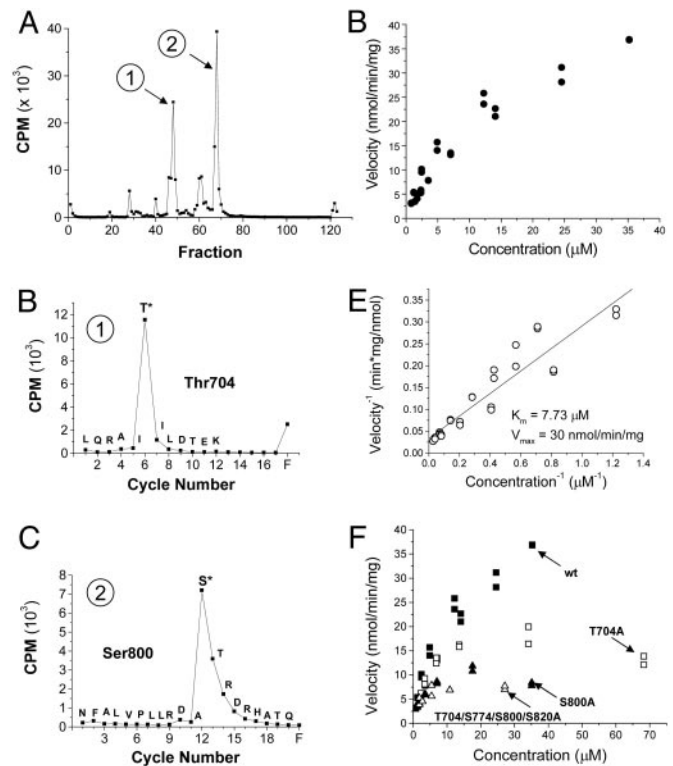 A
CPM (x 10³)
40
30
20
10
0
①
②
0 20 40 60 80 100 120
Fraction
B
Velocity (nmol/min/mg)
40
35
30
25
20
15
10
5
0
0 5 10 15 20 25 30 35 40
Concentration (μM)
B
①
CPM (10³)
12
10
8
6
4
2
0
T*
Thr704
L Q R A I I L D T E K
3 6 9 12 15 F
Cycle Number
E
Velocity⁻¹ (min*mg/nmol)
0.35
0.30
0.25
0.20
0.15
0.10
0.05
0.00
Kₘ = 7.73 μM
Vₘₐₓ = 30 nmol/min/mg
0.0 0.2 0.4 0.6 0.8 1.0 1.2 1.4
Concentration⁻¹ (μM⁻¹)
C
②
CPM (10³)
8
7
6
5
4
3
2
1
0
S*
Ser800
N F A L V P L L R D A T R D R H A T Q
3 6 9 12 15 F
Cycle Number
F
Velocity (nmol/min/mg)
40
35
30
25
20
15
10
5
0
wt
T704A
S800A
T704/S774/S800/S820A
0 10 20 30 40 50 60 70
Concentration (μM)